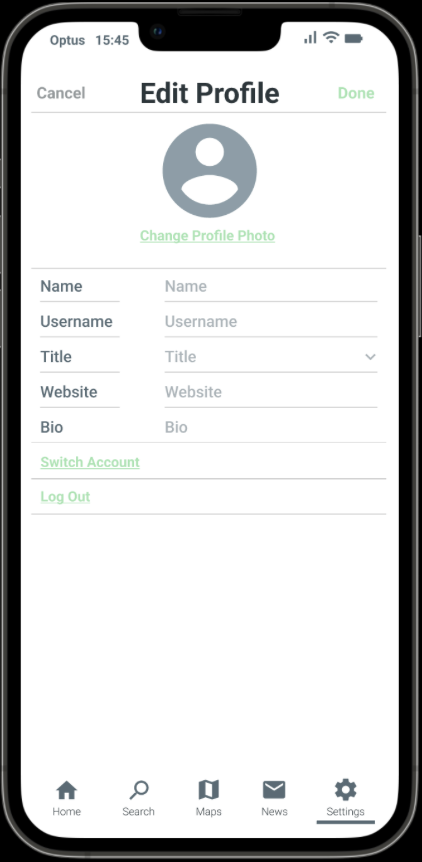 Optus 15:45
Cancel Edit Profile Done
Change Profile Photo
Name Name
Username Username
Title Title
Website Website
Bio Bio
Switch Account
Log Out
Home Search Maps News Settings